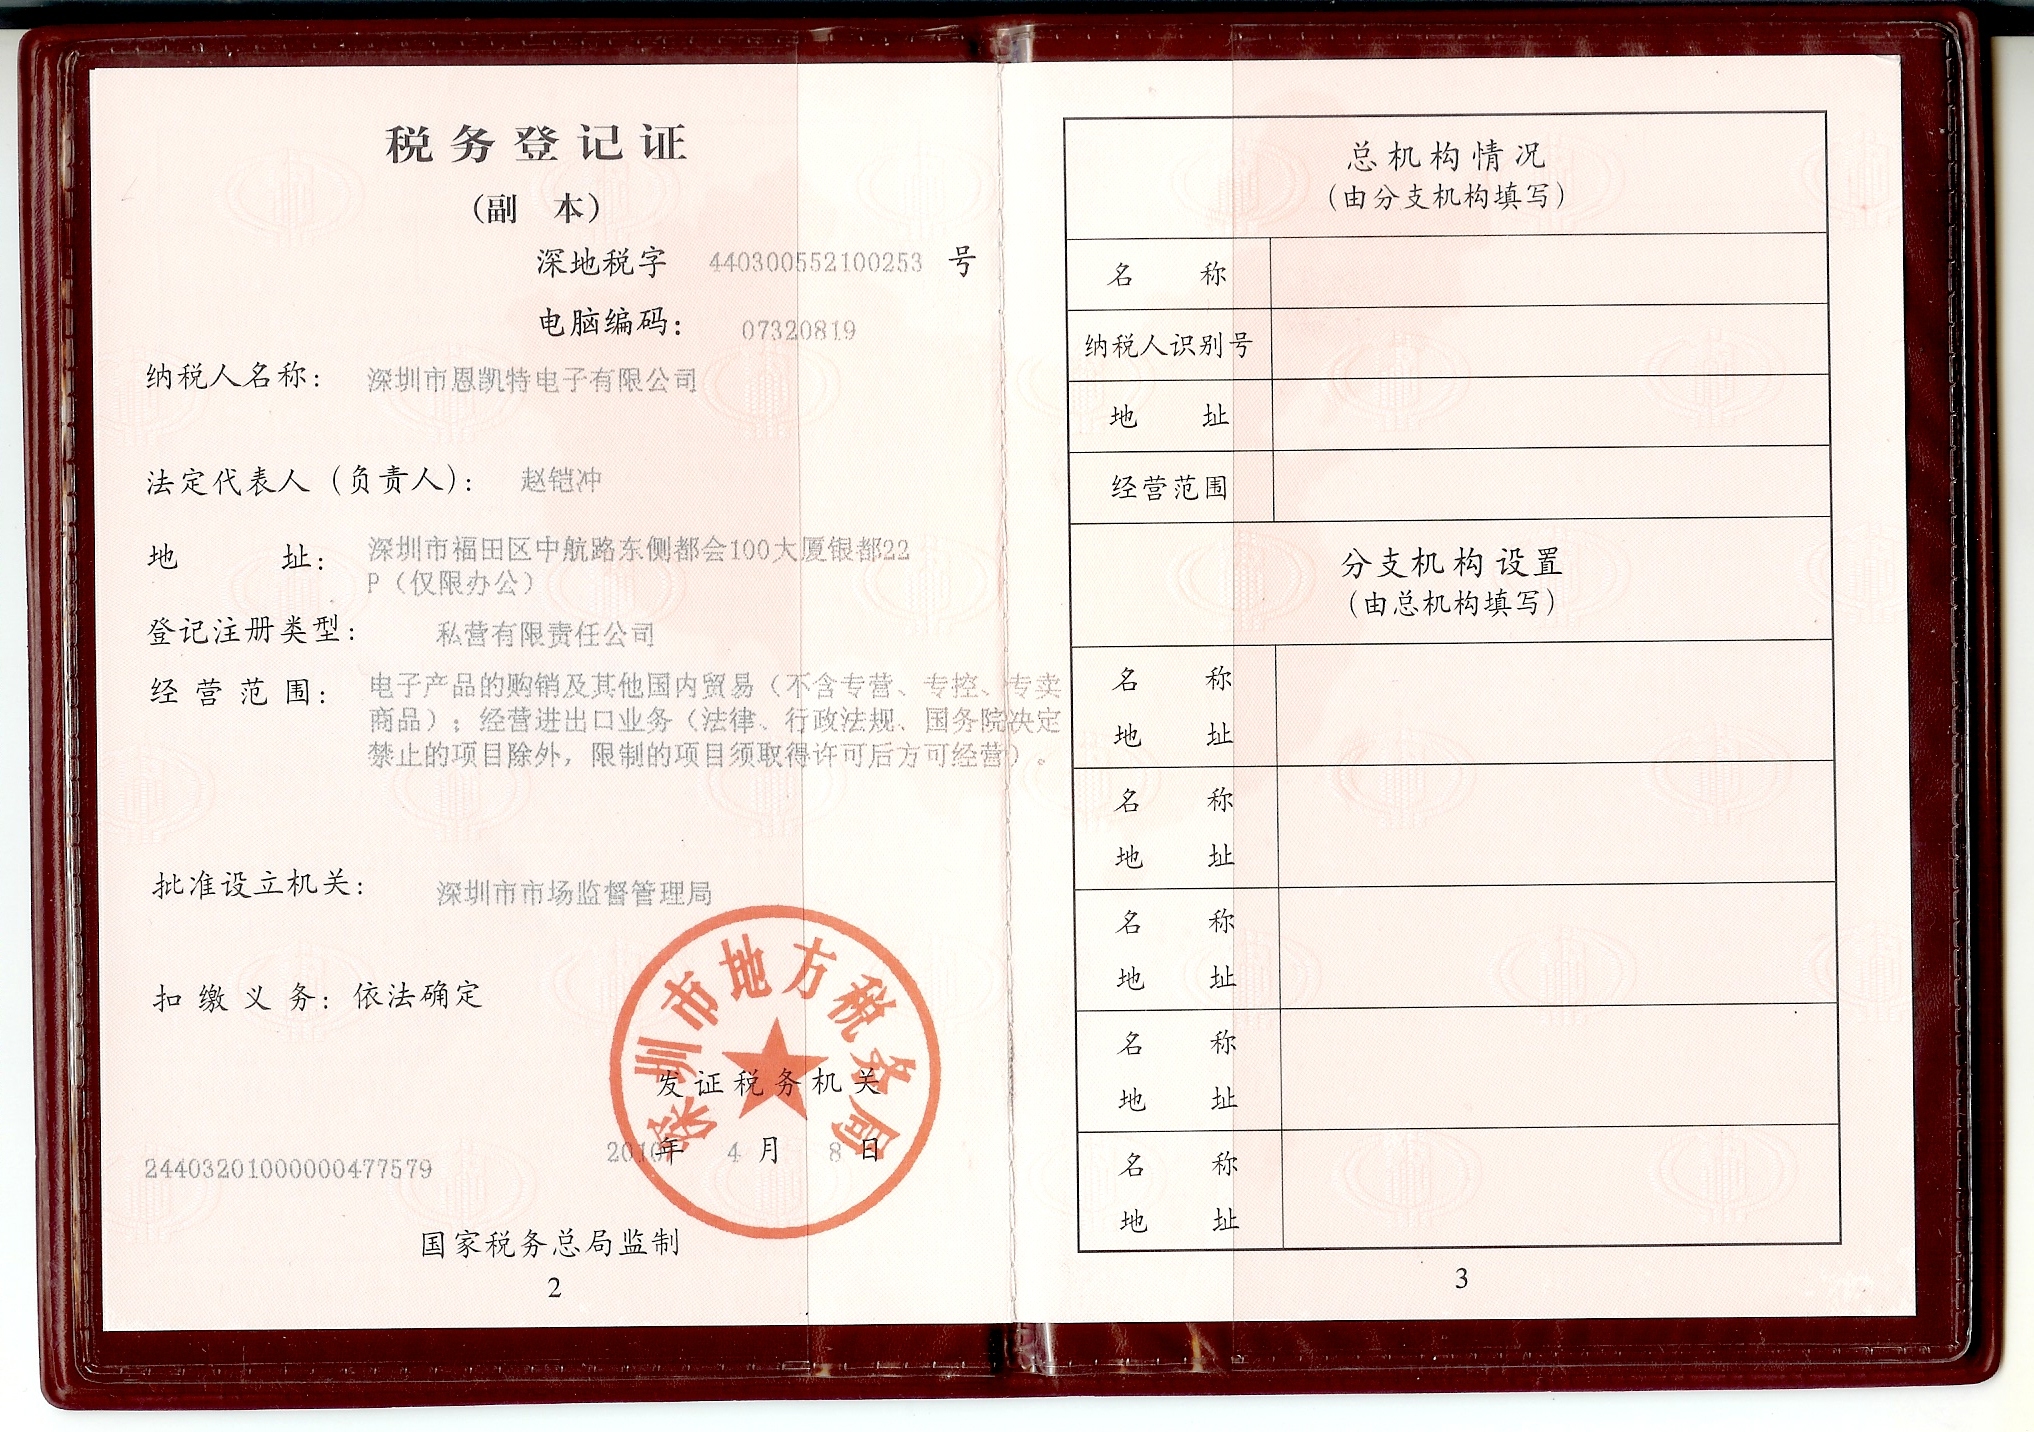 税务登记证
（副 本）
深地税字 440300552100253 号
电脑编码： 07320819
纳税人名称： 深圳市恩凯特电子有限公司
法定代表人（负责人）： 赵铠冲
地 址： 深圳市福田区中航路东侧都会100大厦银都22
P（仅限办公）
登记注册类型： 私营有限责任公司
经营范围： 电子产品的购销及其他国内贸易（不含专营、专控、专卖
商品）；经营进出口业务（法律、行政法规、国务院决定
禁止的项目除外，限制的项目须取得许可后方可经营）。
批准设立机关： 深圳市市场监督管理局
扣缴义务：依法确定
深圳市地方税务局
发证税务机关
2010年 4 月 8 日
24403201000000477579
国家税务总局监制
2
总机构情况
（由分支机构填写）
名 称
纳税人识别号
地 址
经营范围
分支机构设置
（由总机构填写）
名 称
地 址
名 称
地 址
名 称
地 址
名 称
地 址
名 称
地 址
3